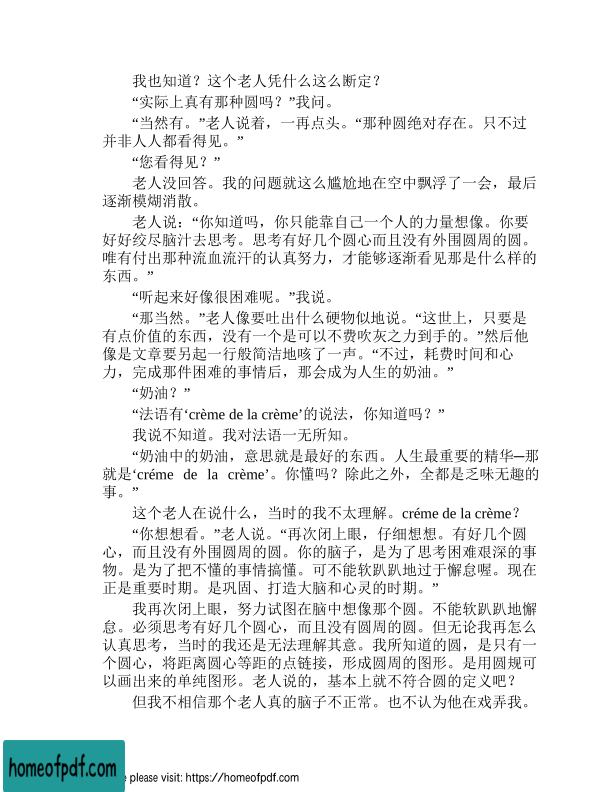 我也知道？这个老人凭什么这么断定？
“实际上真有那种圆吗？”我问。
“当然有。”老人说着，一再点头。“那种圆绝对存在。只不过
并非人人都看得见。”
“您看得见？”
老人没回答。我的问题就这么尴尬地在空中飘浮了一会，最后
逐渐模糊消散。
老人说：“你知道吗，你只能靠自己一个人的力量想像。你要
好好绞尽脑汁去思考。思考有好几个圆心而且没有外围圆周的圆。
唯有付出那种流血流汗的认真努力，才能够逐渐看见那是什么样的
东西。”
“听起来好像很困难呢。”我说。
“那当然。”老人像要吐出什么硬物似地说。“这世上，只要是
有点价值的东西，没有一个是可以不费吹灰之力到手的。”然后他
像是文章要另起一行般简洁地咳了一声。“不过，耗费时间和心
力，完成那件困难的事情后，那会成为人生的奶油。”
“奶油？”
“法语有‘crème de la crème’的说法，你知道吗？”
我说不知道。我对法语一无所知。
“奶油中的奶油，意思就是最好的东西。人生最重要的精华─那
就是‘créme de la crème’。你懂吗？除此之外，全都是乏味无趣的
事。”
这个老人在说什么，当时的我不太理解。créme de la crème？
“你想想看。”老人说。“再次闭上眼，仔细想想。有好几个圆
心，而且没有外围圆周的圆。你的脑子，是为了思考困难艰深的事
物。是为了把不懂的事情搞懂。可不能软趴趴地过于懈怠喔。现在
正是重要时期。是巩固、打造大脑和心灵的时期。”
我再次闭上眼，努力试图在脑中想像那个圆。不能软趴趴地懈
怠。必须思考有好几个圆心，而且没有圆周的圆。但无论我再怎么
认真思考，当时的我还是无法理解其意。我所知道的圆，是只有一
个圆心，将距离圆心等距的点链接，形成圆周的图形。是用圆规可
以画出来的单纯图形。老人说的，基本上就不符合圆的定义吧？
但我不相信那个老人真的脑子不正常。也不认为他在戏弄我。
homeofpdf.com
please visit: https://homeofpdf.com